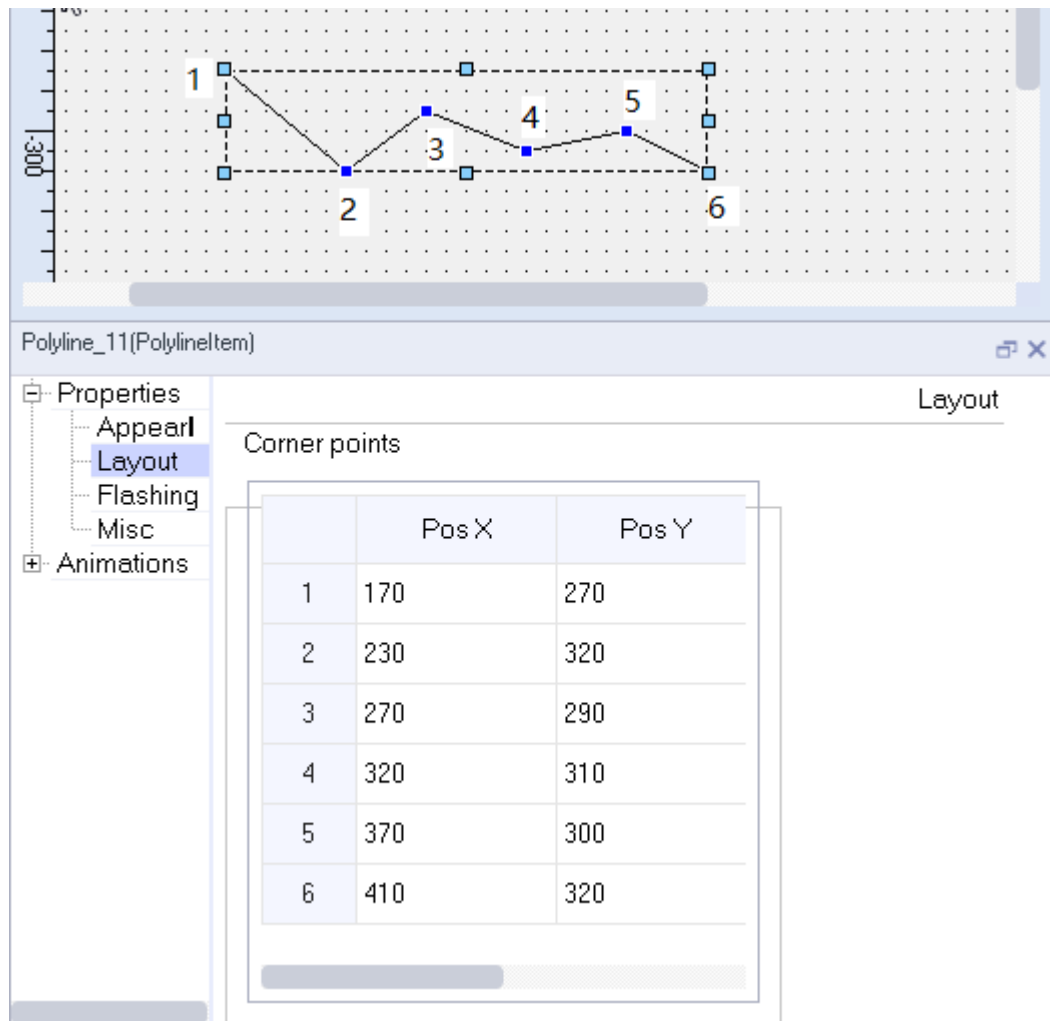 1
5
4
3
-300
2
6
Polyline_11(PolylineItem)
Properties
Layout
Appearl
Corner points
Layout
Flashing
Misc
Pos X Pos Y
Animations
1 170 270
2 230 320
3 270 290
4 320 310
5 370 300
6 410 320